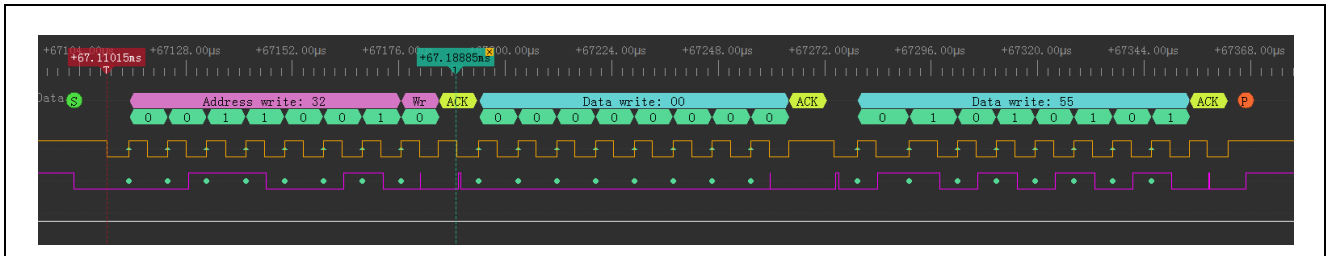 +67128.00μs +67152.00μs +67176.00 00.00μs +67224.00μs +67248.00μs +67272.00μs +67296.00μs +67320.00μs +67344.00μs +67368.00μs
+67.11015ms +67.18885ms
Data S Address write: 32 Wr ACK Data write: 00 ACK Data write: 55 ACK P
0 0 1 1 0 0 1 0 0 0 0 0 0 0 0 0 0 1 0 1 0 1 0 1